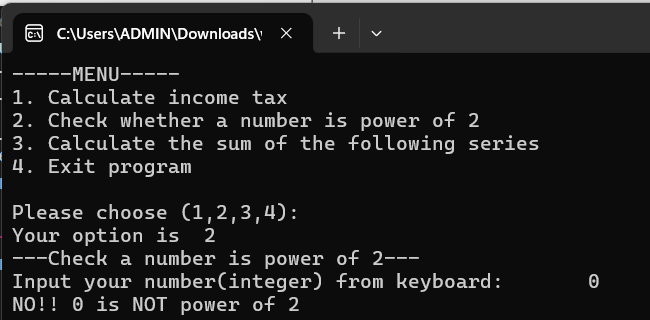 C:\Users\ADMIN\Downloads\
-----MENU-----
1. Calculate income tax
2. Check whether a number is power of 2
3. Calculate the sum of the following series
4. Exit program
Please choose (1,2,3,4):
Your option is  2
---Check a number is power of 2---
Input your number(integer) from keyboard:       0
NO!! 0 is NOT power of 2